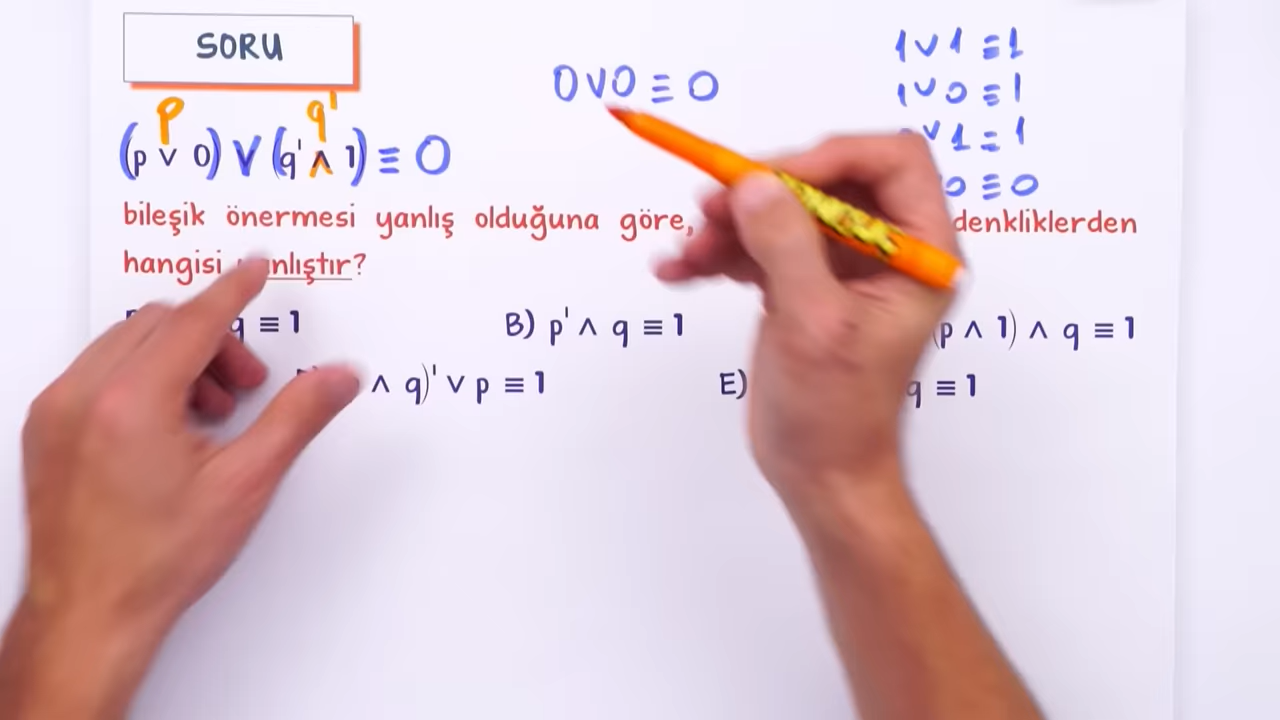 SORU
0 ∨ 0 ≡ 0
1 ∨ 1 ≡ 1
1 ∨ 0 ≡ 1
∨ 1 = 1
0 ≡ 0
p q'
(p ∨ 0) ∨ (q' ∧ 1) ≡ 0
bileşik önermesi yanlış olduğuna göre, denkliklerden
hangisi yanlıştır?
q ≡ 1 B) p' ∧ q ≡ 1 (p ∧ 1) ∧ q ≡ 1
∧ q)' ∨ p ≡ 1 E) q ≡ 1